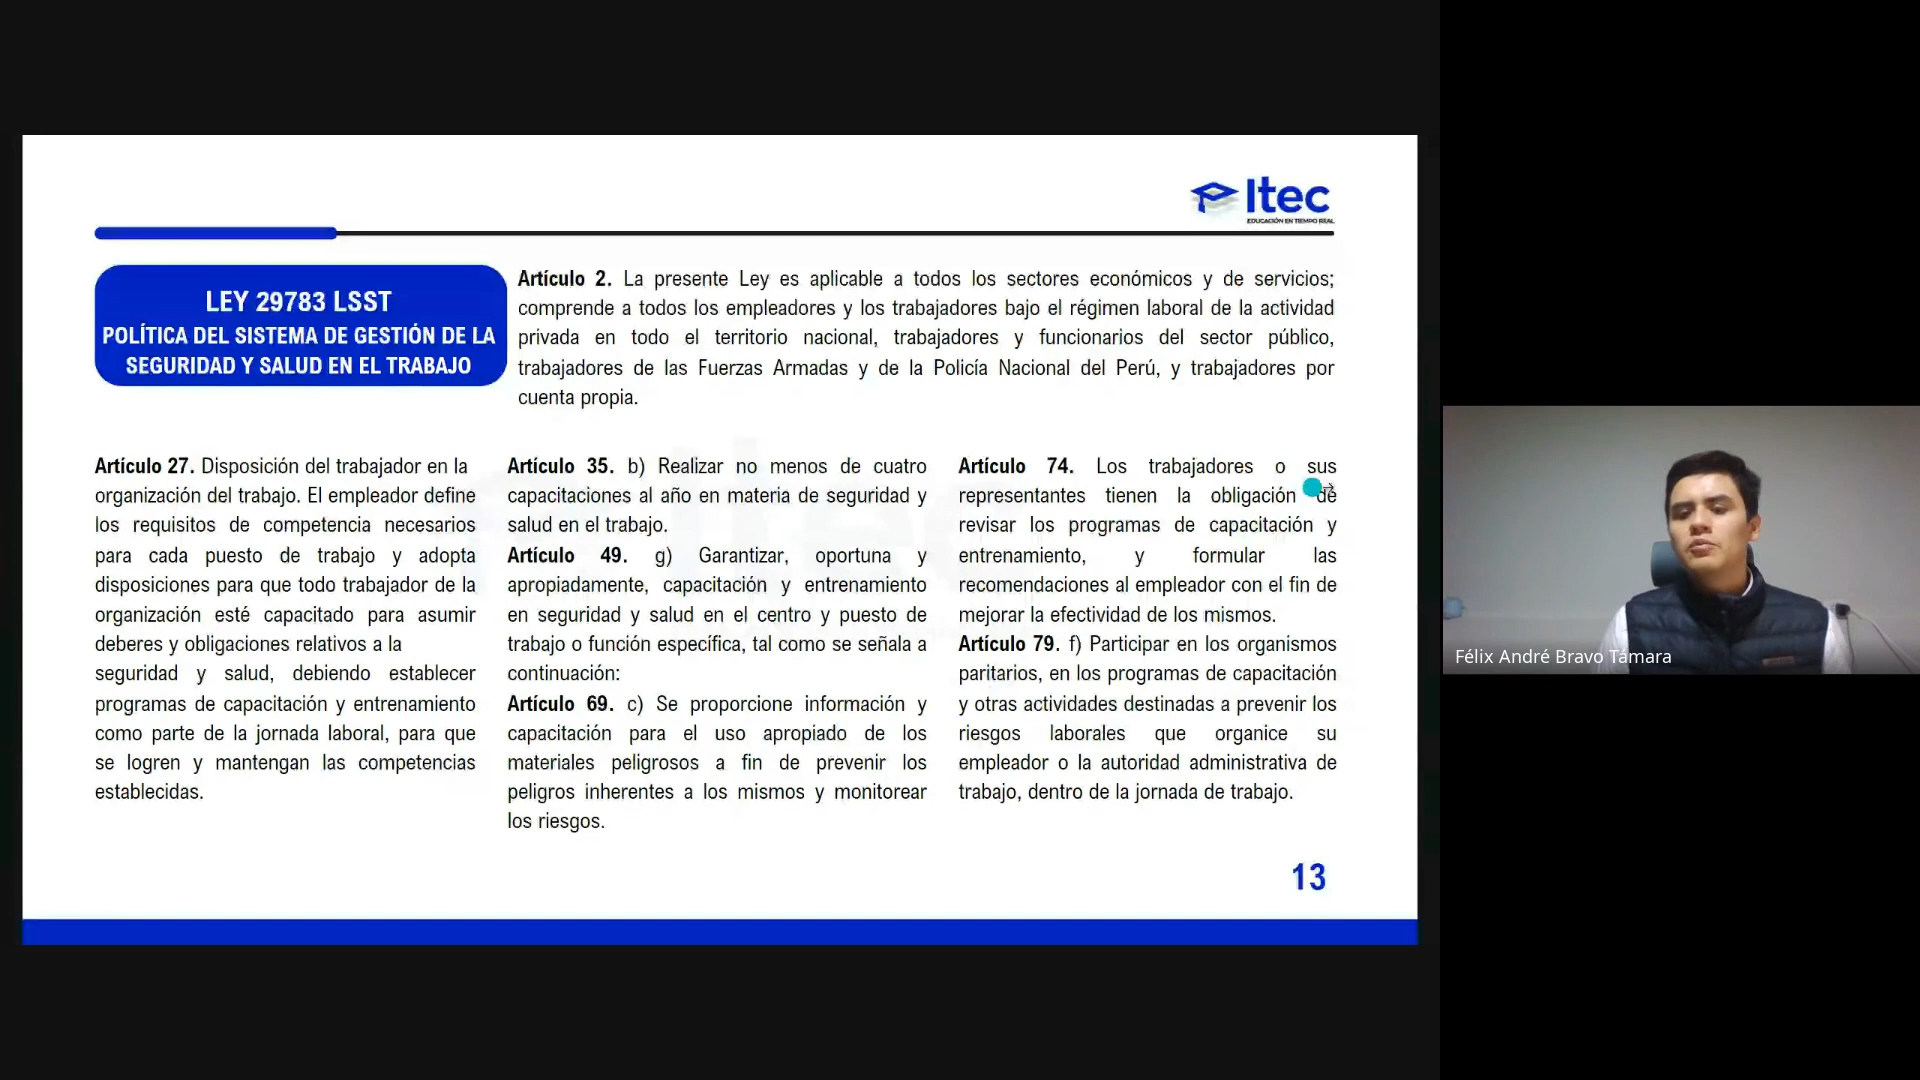 Itec
EDUCACIÓN EN TIEMPO REAL
LEY 29783 LSST
POLÍTICA DEL SISTEMA DE GESTIÓN DE LA
SEGURIDAD Y SALUD EN EL TRABAJO
Artículo 2. La presente Ley es aplicable a todos los sectores económicos y de servicios;
comprende a todos los empleadores y los trabajadores bajo el régimen laboral de la actividad
privada en todo el territorio nacional, trabajadores y funcionarios del sector público,
trabajadores de las Fuerzas Armadas y de la Policía Nacional del Perú, y trabajadores por
cuenta propia.
Artículo 27. Disposición del trabajador en la
organización del trabajo. El empleador define
los requisitos de competencia necesarios
para cada puesto de trabajo y adopta
disposiciones para que todo trabajador de la
organización esté capacitado para asumir
deberes y obligaciones relativos a la
seguridad y salud, debiendo establecer
programas de capacitación y entrenamiento
como parte de la jornada laboral, para que
se logren y mantengan las competencias
establecidas.
Artículo 35. b) Realizar no menos de cuatro
capacitaciones al año en materia de seguridad y
salud en el trabajo.
Artículo 49. g) Garantizar, oportuna y
apropiadamente, capacitación y entrenamiento
en seguridad y salud en el centro y puesto de
trabajo o función específica, tal como se señala a
continuación:
Artículo 69. c) Se proporcione información y
capacitación para el uso apropiado de los
materiales peligrosos a fin de prevenir los
peligros inherentes a los mismos y monitorear
los riesgos.
Artículo 74. Los trabajadores o sus
representantes tienen la obligación de
revisar los programas de capacitación y
entrenamiento, y formular las
recomendaciones al empleador con el fin de
mejorar la efectividad de los mismos.
Artículo 79. f) Participar en los organismos
paritarios, en los programas de capacitación
y otras actividades destinadas a prevenir los
riesgos laborales que organice su
empleador o la autoridad administrativa de
trabajo, dentro de la jornada de trabajo.
13
Félix André Bravo Támara